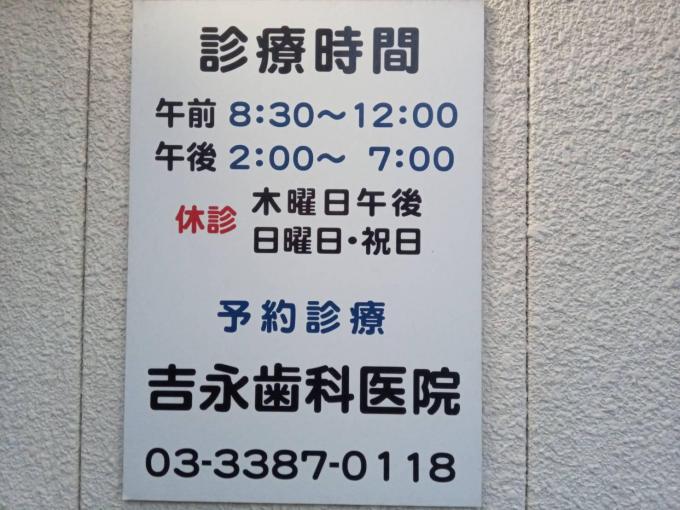 診療時間
午前 8:30～12:00
午後 2:00～ 7:00
休診 木曜日午後
日曜日・祝日
予約診療
吉永歯科医院
03-3387-0118